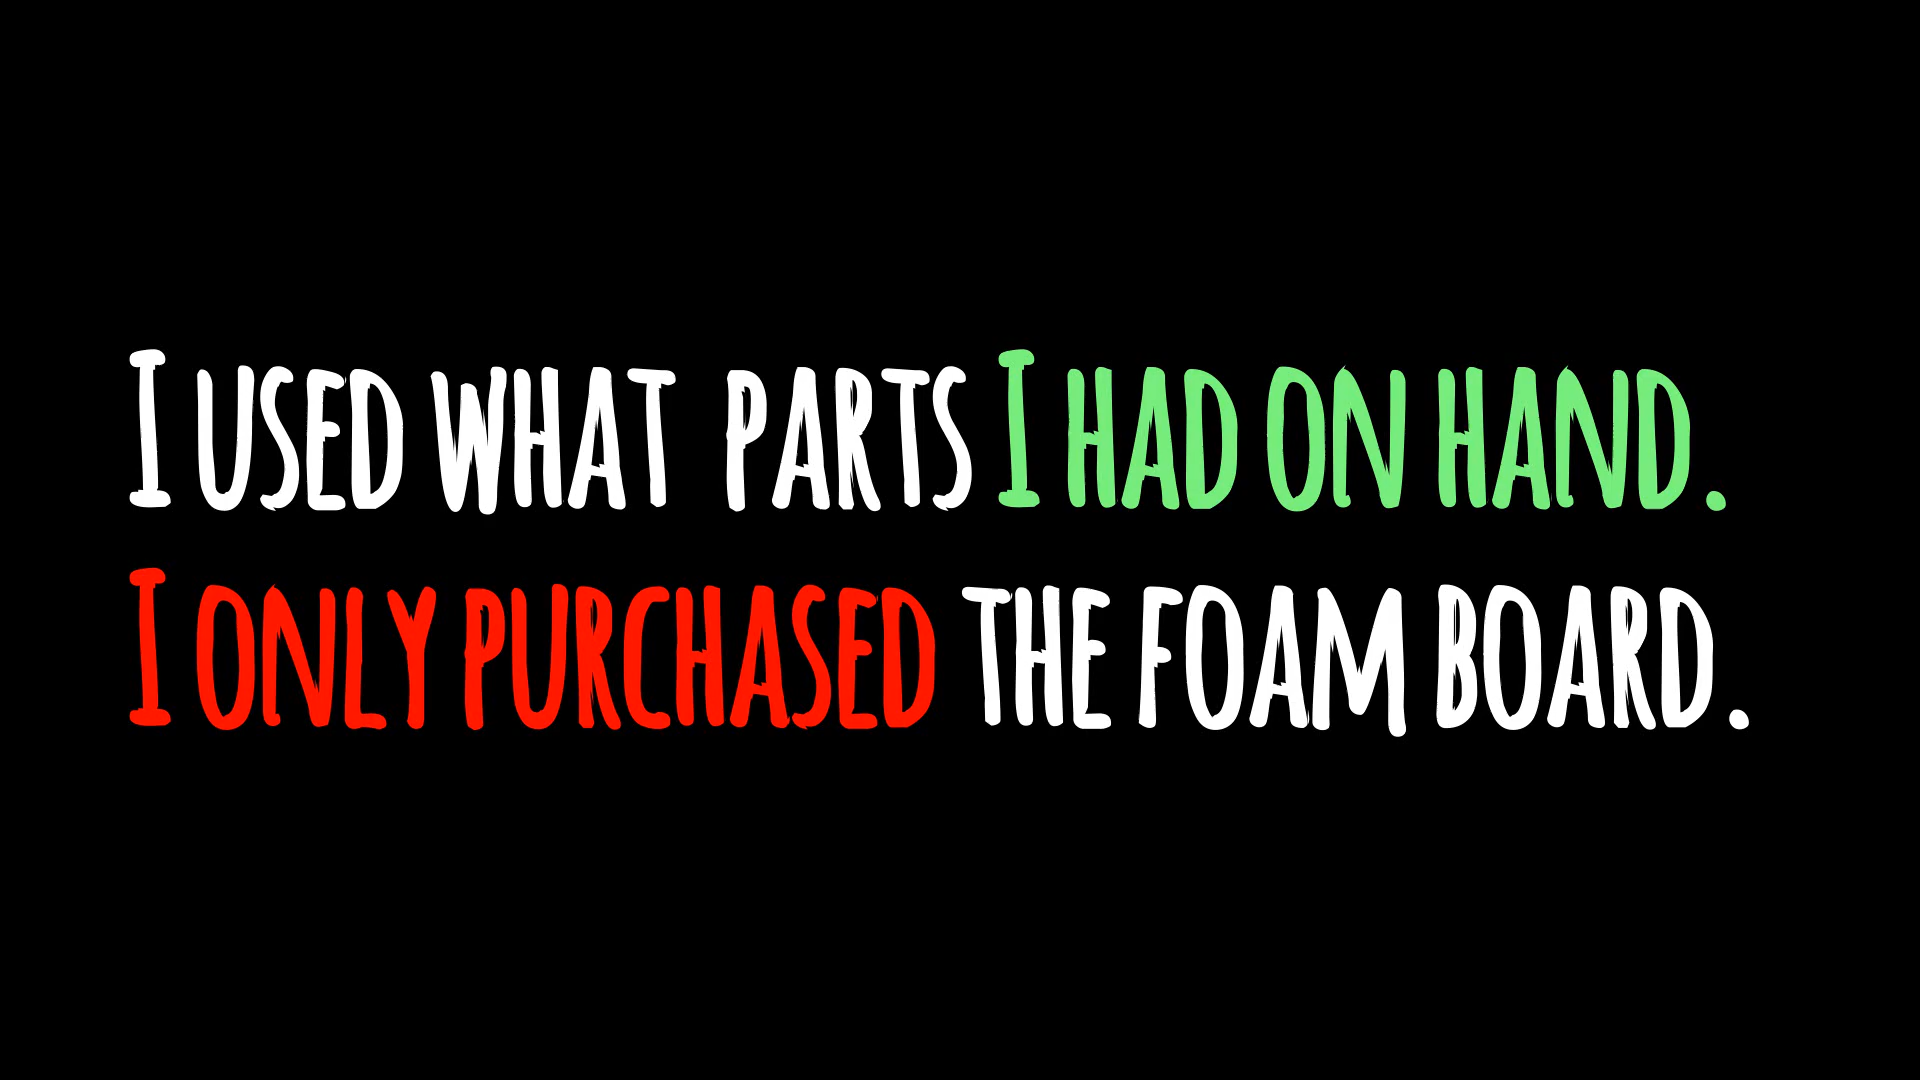 I USED WHAT PARTS I HAD ON HAND.
I ONLY PURCHASED THE FOAM BOARD.